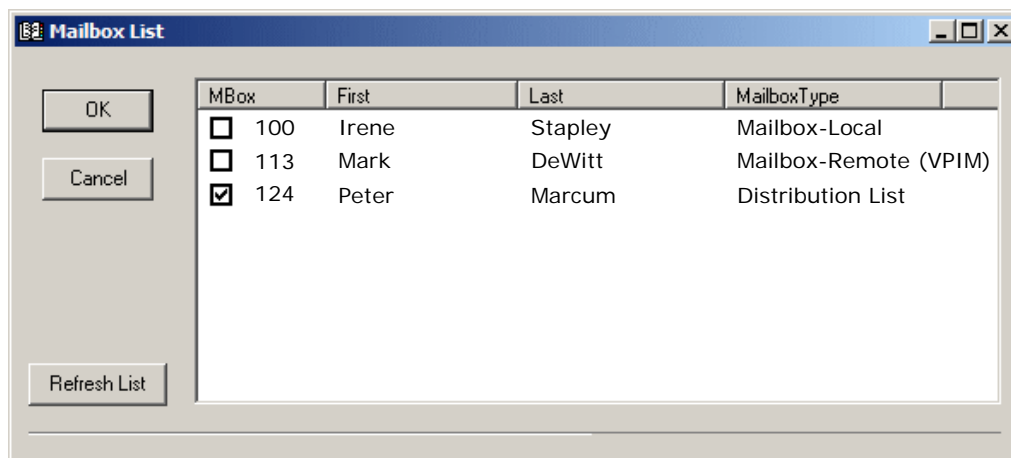 Mailbox List
OK
Cancel
Refresh List
MBox First Last MailboxType
100 Irene Stapley Mailbox-Local
113 Mark DeWitt Mailbox-Remote (VPIM)
124 Peter Marcum Distribution List